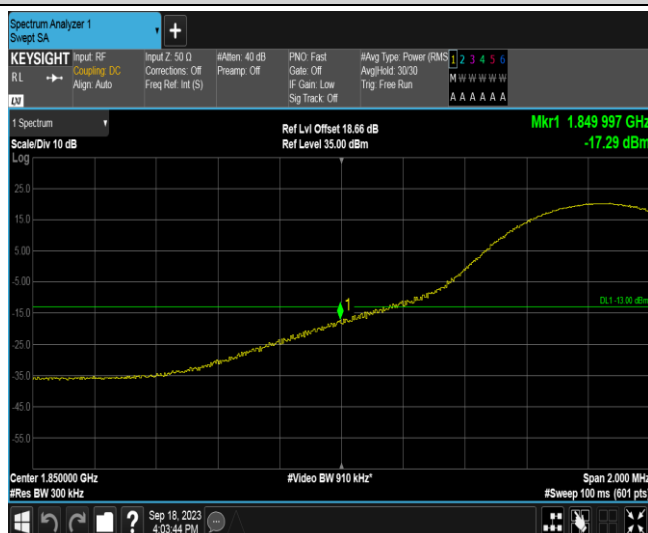 Spectrum Analyzer 1
Swept SA
+
KEYSIGHT
RL
LXI
Input: RF
Coupling: DC
Align: Auto
Input Z: 50 Ω
Corrections: Off
Freq Ref: Int (S)
#Atten: 40 dB
Preamp: Off
PNO: Fast
Gate: Off
IF Gain: Low
Sig Track: Off
#Avg Type: Power (RMS
Avg|Hold: 30/30
Trig: Free Run
1 2 3 4 5 6
M W W W W W
A A A A A A
1 Spectrum
Scale/Div 10 dB
Ref Lvl Offset 18.66 dB
Ref Level 35.00 dBm
Mkr1 1.849 997 GHz
-17.29 dBm
Log
25.0
15.0
5.00
-5.00
-15.0
-25.0
-35.0
-45.0
-55.0
1
DL1 -13.00 dBm
Center 1.850000 GHz
#Res BW 300 kHz
#Video BW 910 kHz*
Span 2.000 MHz
#Sweep 100 ms (601 pts)
?
Sep 18, 2023
4:03:44 PM